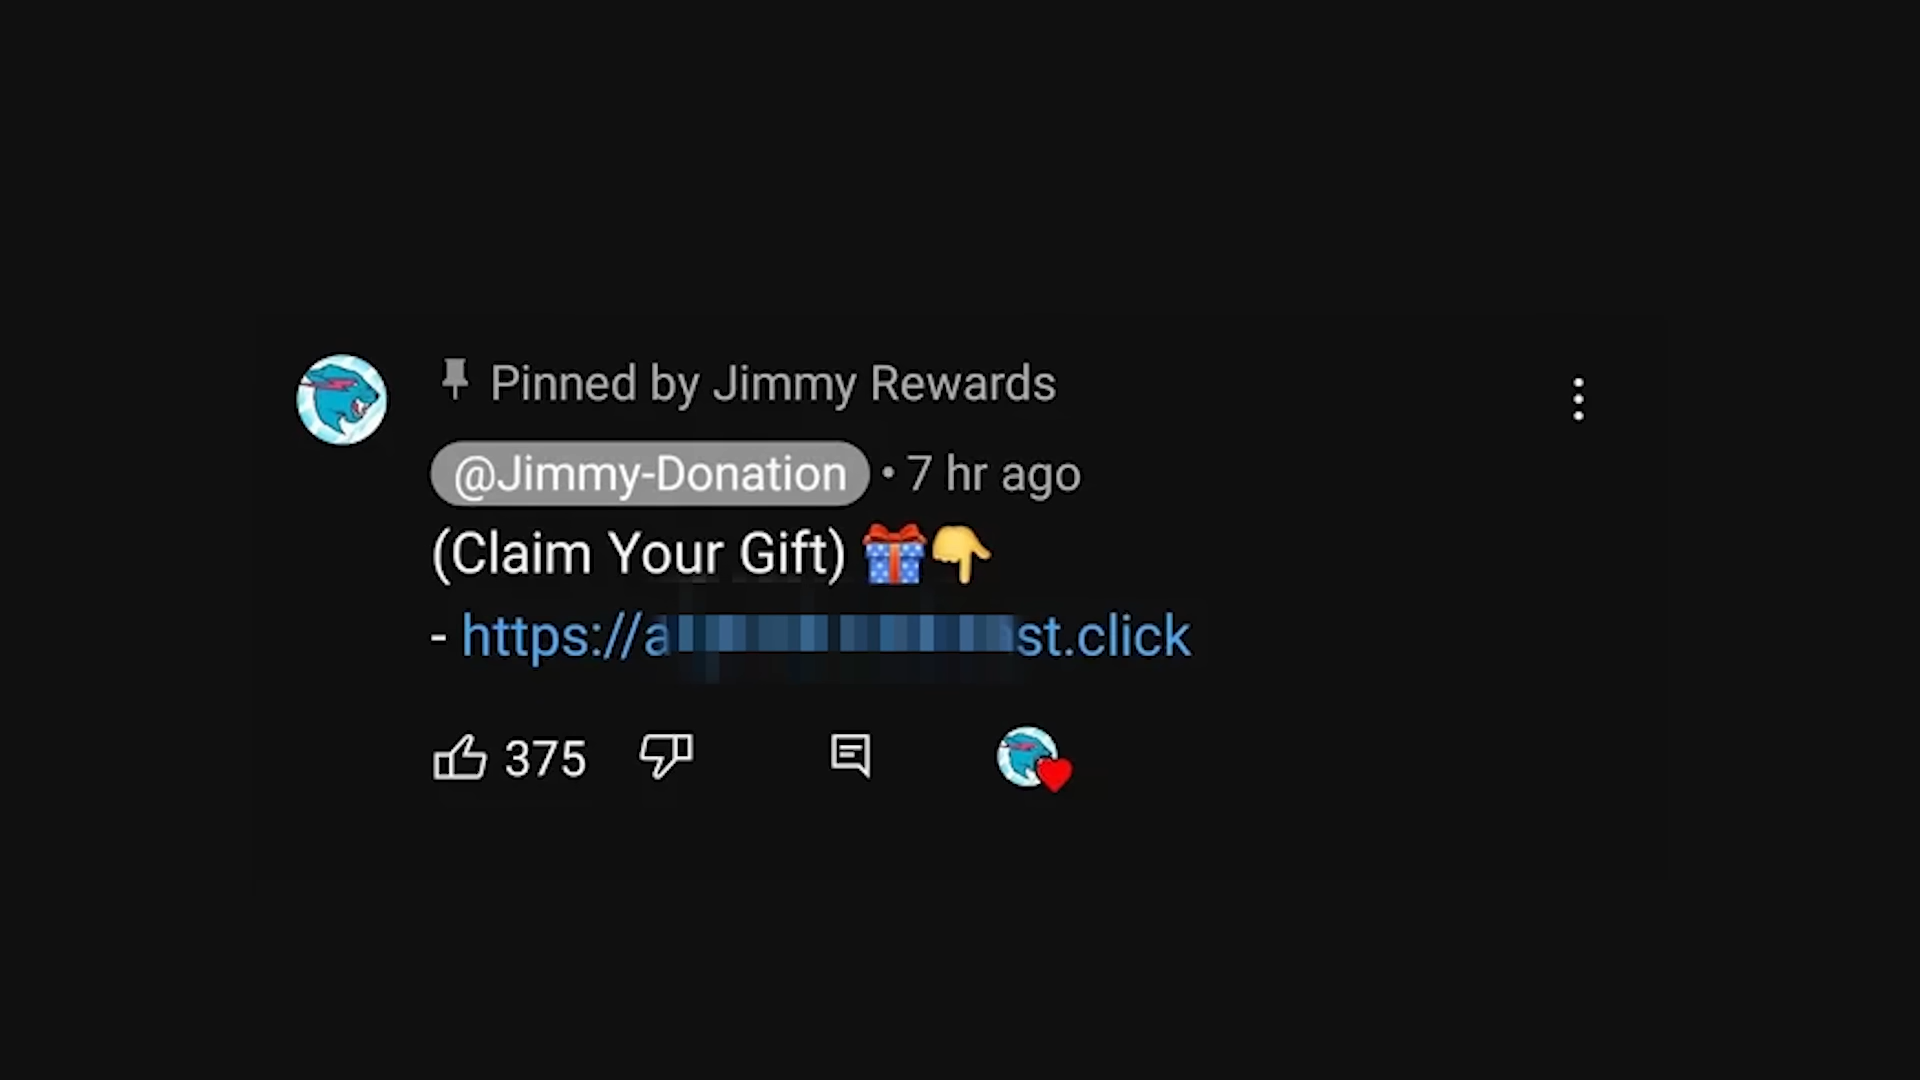 Pinned by Jimmy Rewards
@Jimmy-Donation • 7 hr ago
(Claim Your Gift) 🎁👇
- https://a st.click
375